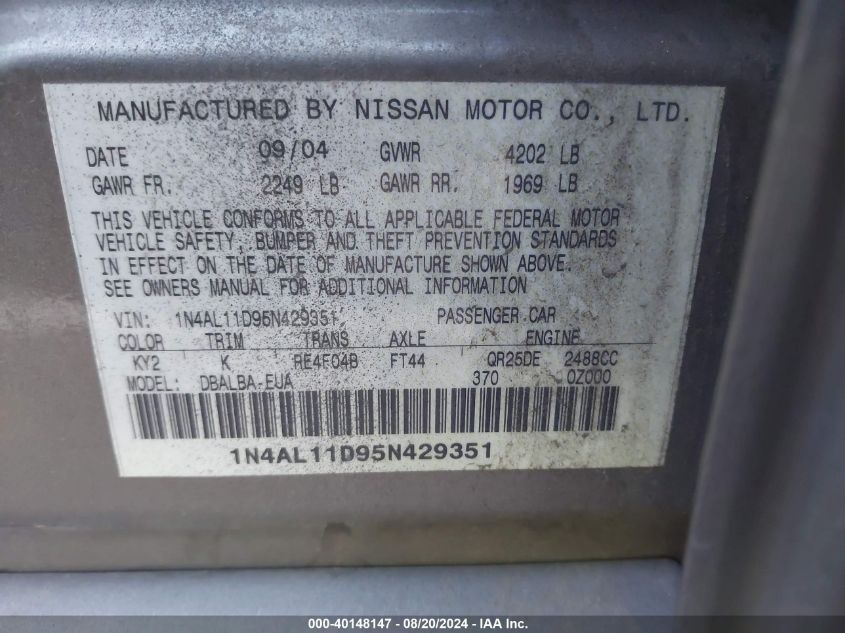 MANUFACTURED BY NISSAN MOTOR CO., LTD.
DATE 09/04 GVWR 4202 LB
GAWR FR. 2249 LB GAWR RR. 1969 LB
THIS VEHICLE CONFORMS TO ALL APPLICABLE FEDERAL MOTOR
VEHICLE SAFETY, BUMPER AND THEFT PREVENTION STANDARDS
IN EFFECT ON THE DATE OF MANUFACTURE SHOWN ABOVE.
SEE OWNERS MANUAL FOR ADDITIONAL INFORMATION
VIN: 1N4AL11D95N429351 PASSENGER CAR
COLOR TRIM TRANS AXLE ENGINE
KY2 K RE4F04B FT44 QR25DE 2488CC
MODEL: DBALBA-EUA 370 0Z000
1N4AL11D95N429351
000-40148147 - 08/20/2024 - IAA Inc.